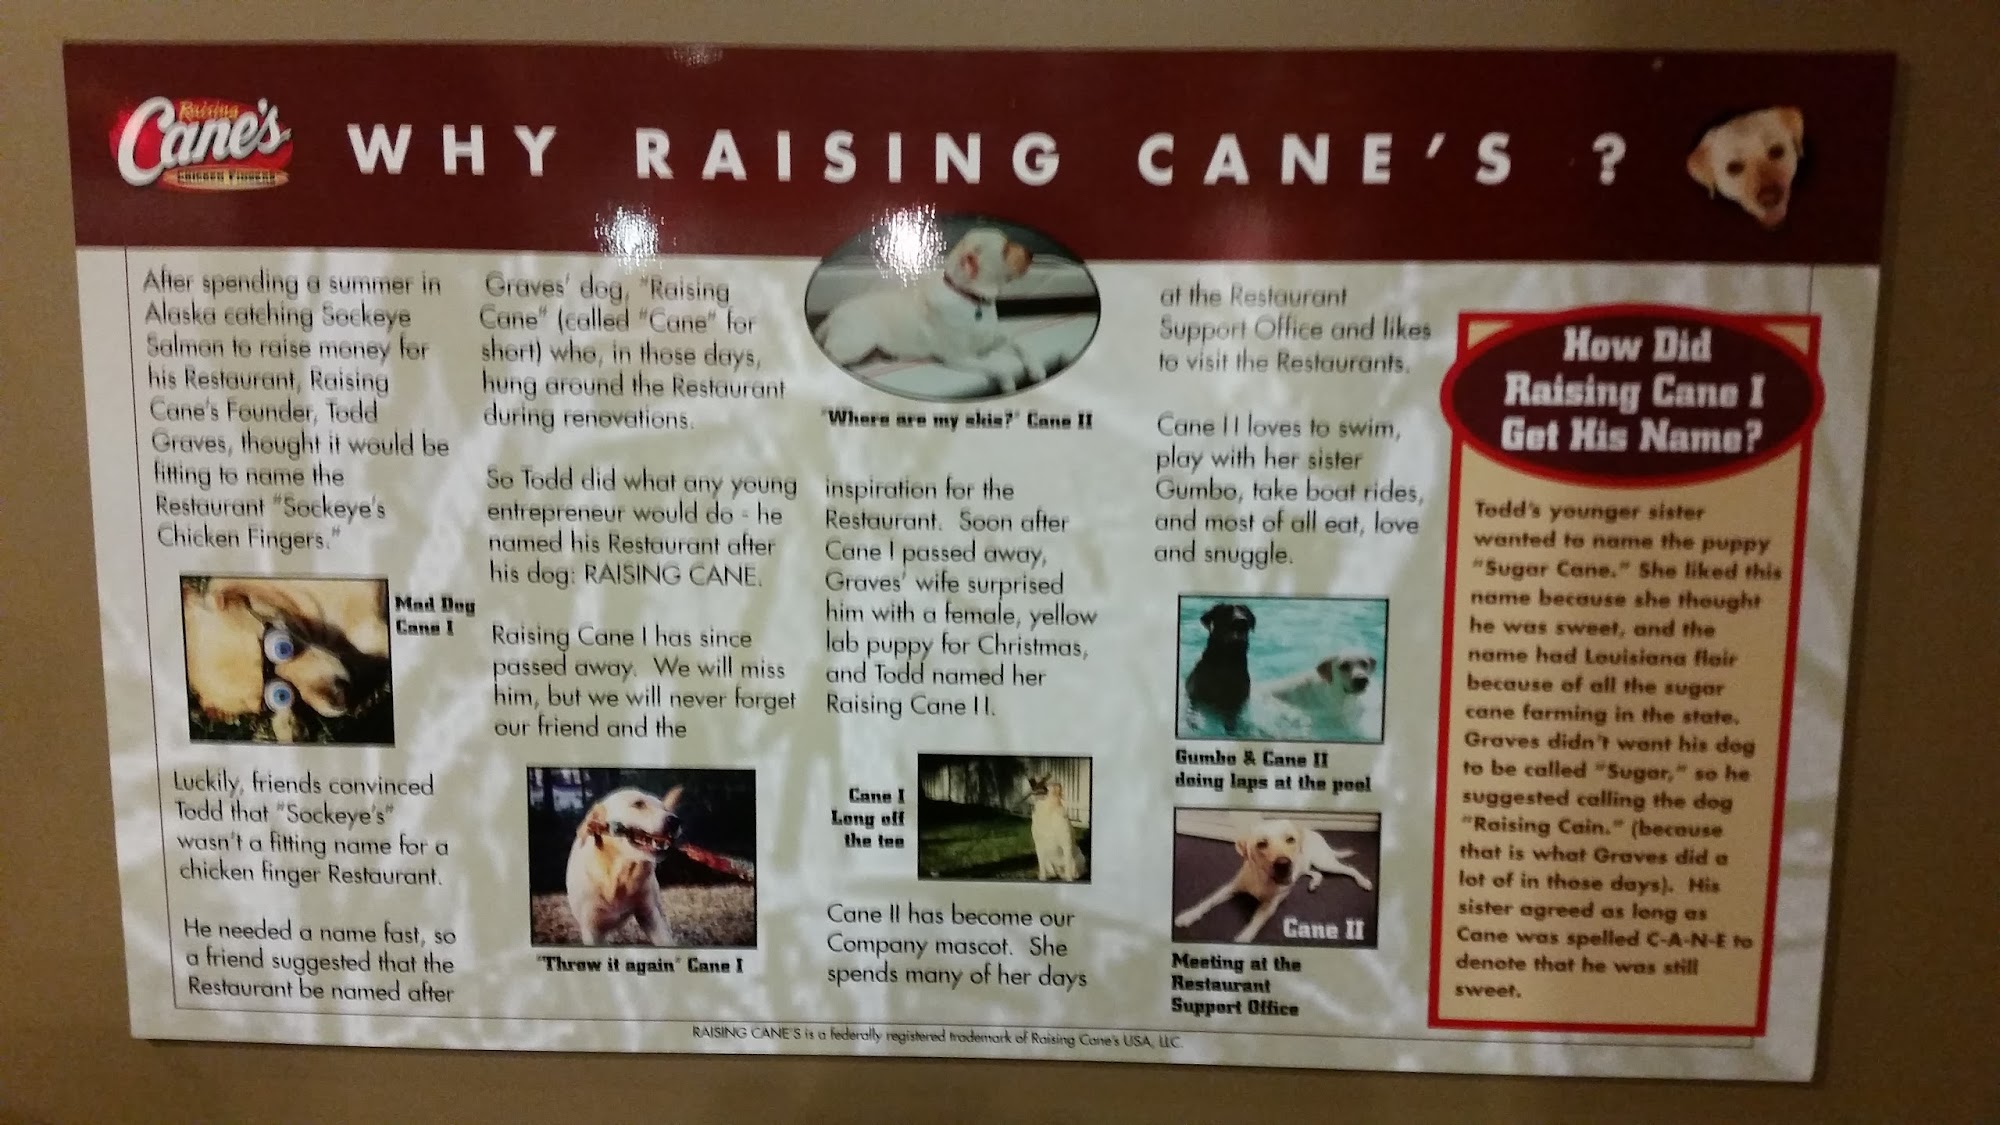 Raising
Cane's
CHICKEN FINGERS
WHY RAISING CANE'S ?
After spending a summer in
Alaska catching Sockeye
Salmon to raise money for
his Restaurant, Raising
Cane's Founder, Todd
Graves, thought it would be
fitting to name the
Restaurant "Sockeye's
Chicken Fingers."
Mad Dog
Cane I
Luckily, friends convinced
Todd that "Sockeye's"
wasn't a fitting name for a
chicken finger Restaurant.
He needed a name fast, so
a friend suggested that the
Restaurant be named after
Graves' dog, "Raising
Cane" (called "Cane" for
short) who, in those days,
hung around the Restaurant
during renovations.
So Todd did what any young
entrepreneur would do - he
named his Restaurant after
his dog: RAISING CANE.
Raising Cane I has since
passed away. We will miss
him, but we will never forget
our friend and the
"Throw it again" Cane I
"Where are my skis?" Cane II
inspiration for the
Restaurant. Soon after
Cane I passed away,
Graves' wife surprised
him with a female, yellow
lab puppy for Christmas,
and Todd named her
Raising Cane II.
Cane I
Long off
the tee
Cane II has become our
Company mascot. She
spends many of her days
at the Restaurant
Support Office and likes
to visit the Restaurants.
Cane II loves to swim,
play with her sister
Gumbo, take boat rides,
and most of all eat, love
and snuggle.
Gumbo & Cane II
doing laps at the pool
Cane II
Meeting at the
Restaurant
Support Office
How Did
Raising Cane I
Get His Name?
Todd's younger sister
wanted to name the puppy
"Sugar Cane." She liked this
name because she thought
he was sweet, and the
name had Louisiana flair
because of all the sugar
cane farming in the state.
Graves didn't want his dog
to be called "Sugar," so he
suggested calling the dog
"Raising Cain." (because
that is what Graves did a
lot of in those days). His
sister agreed as long as
Cane was spelled C-A-N-E to
denote that he was still
sweet.
RAISING CANE'S is a federally registered trademark of Raising Cane's USA, LLC.